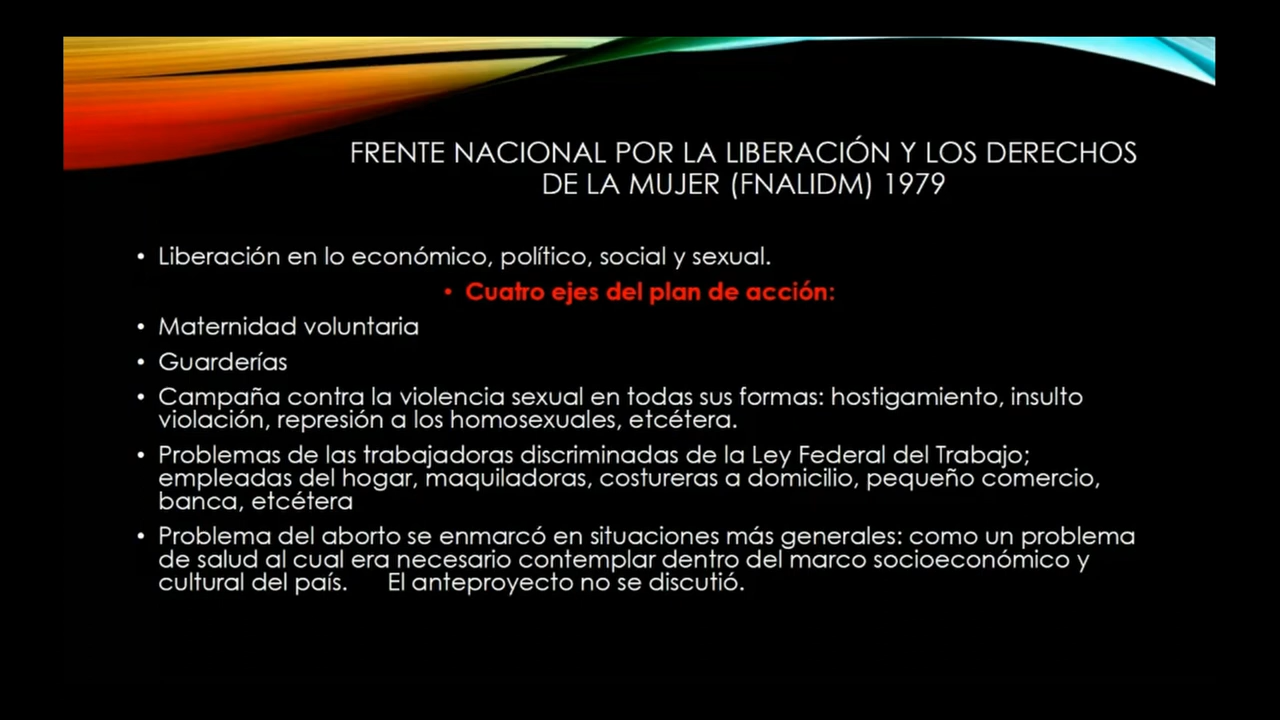 FRENTE NACIONAL POR LA LIBERACIÓN Y LOS DERECHOS
DE LA MUJER (FNALIDM) 1979
• Liberación en lo económico, político, social y sexual.
• Cuatro ejes del plan de acción:
• Maternidad voluntaria
• Guarderías
• Campaña contra la violencia sexual en todas sus formas: hostigamiento, insulto
violación, represión a los homosexuales, etcétera.
• Problemas de las trabajadoras discriminadas de la Ley Federal del Trabajo;
empleadas del hogar, maquiladoras, costureras a domicilio, pequeño comercio,
banca, etcétera
• Problema del aborto se enmarcó en situaciones más generales: como un problema
de salud al cual era necesario contemplar dentro del marco socioeconómico y
cultural del país. El anteproyecto no se discutió.